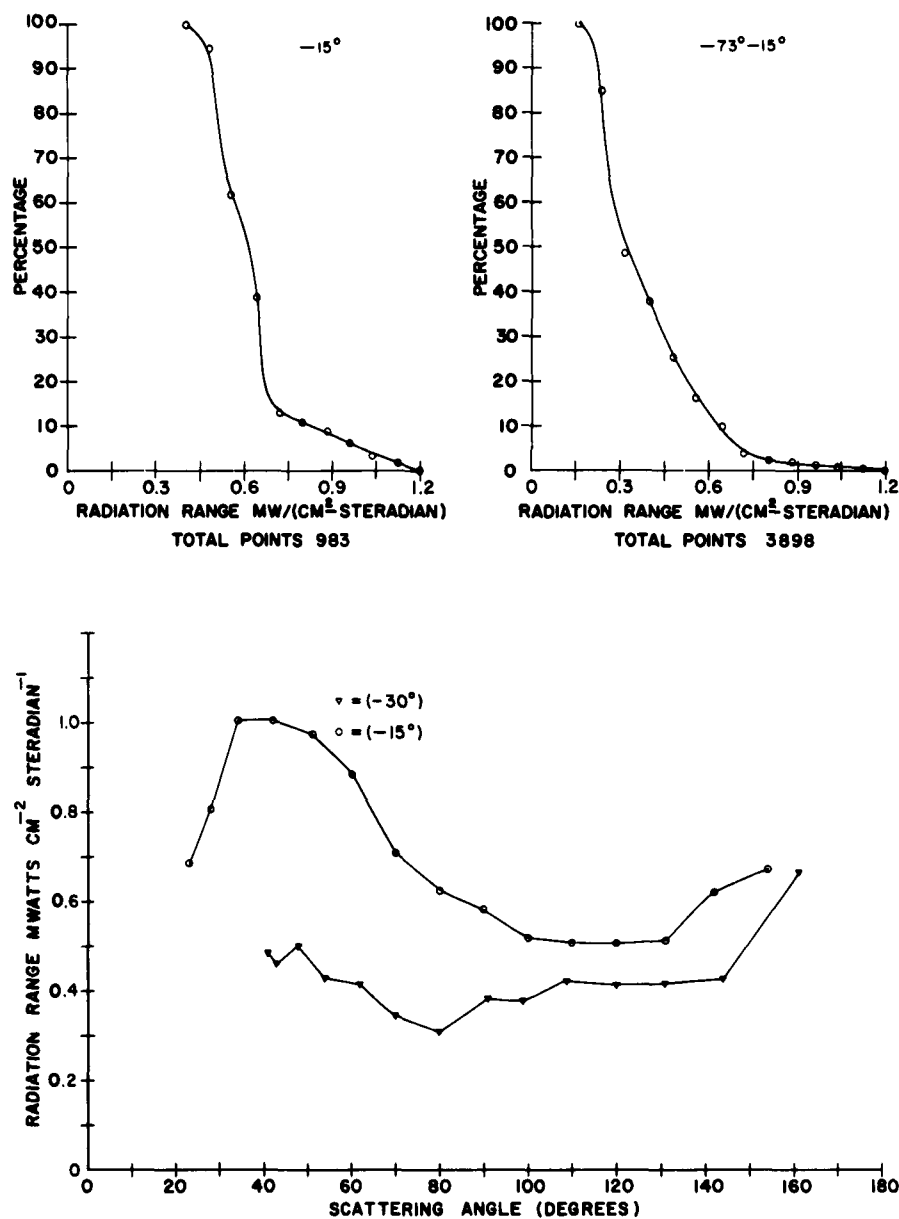 100
90
80
70
60
50
40
30
20
10
0
PERCENTAGE
−15°
0 0.3 0.6 0.9 1.2
RADIATION RANGE MW/(CM²-STERADIAN)
TOTAL POINTS 983
100
90
80
70
60
50
40
30
20
10
0
PERCENTAGE
−73°−15°
0 0.3 0.6 0.9 1.2
RADIATION RANGE MW/(CM²-STERADIAN)
TOTAL POINTS 3898
RADIATION RANGE MWATTS CM⁻² STERADIAN⁻¹
1.0
0.8
0.6
0.4
0.2
0
▿ = (−30°)
○ = (−15°)
0 20 40 60 80 100 120 140 160 180
SCATTERING ANGLE (DEGREES)